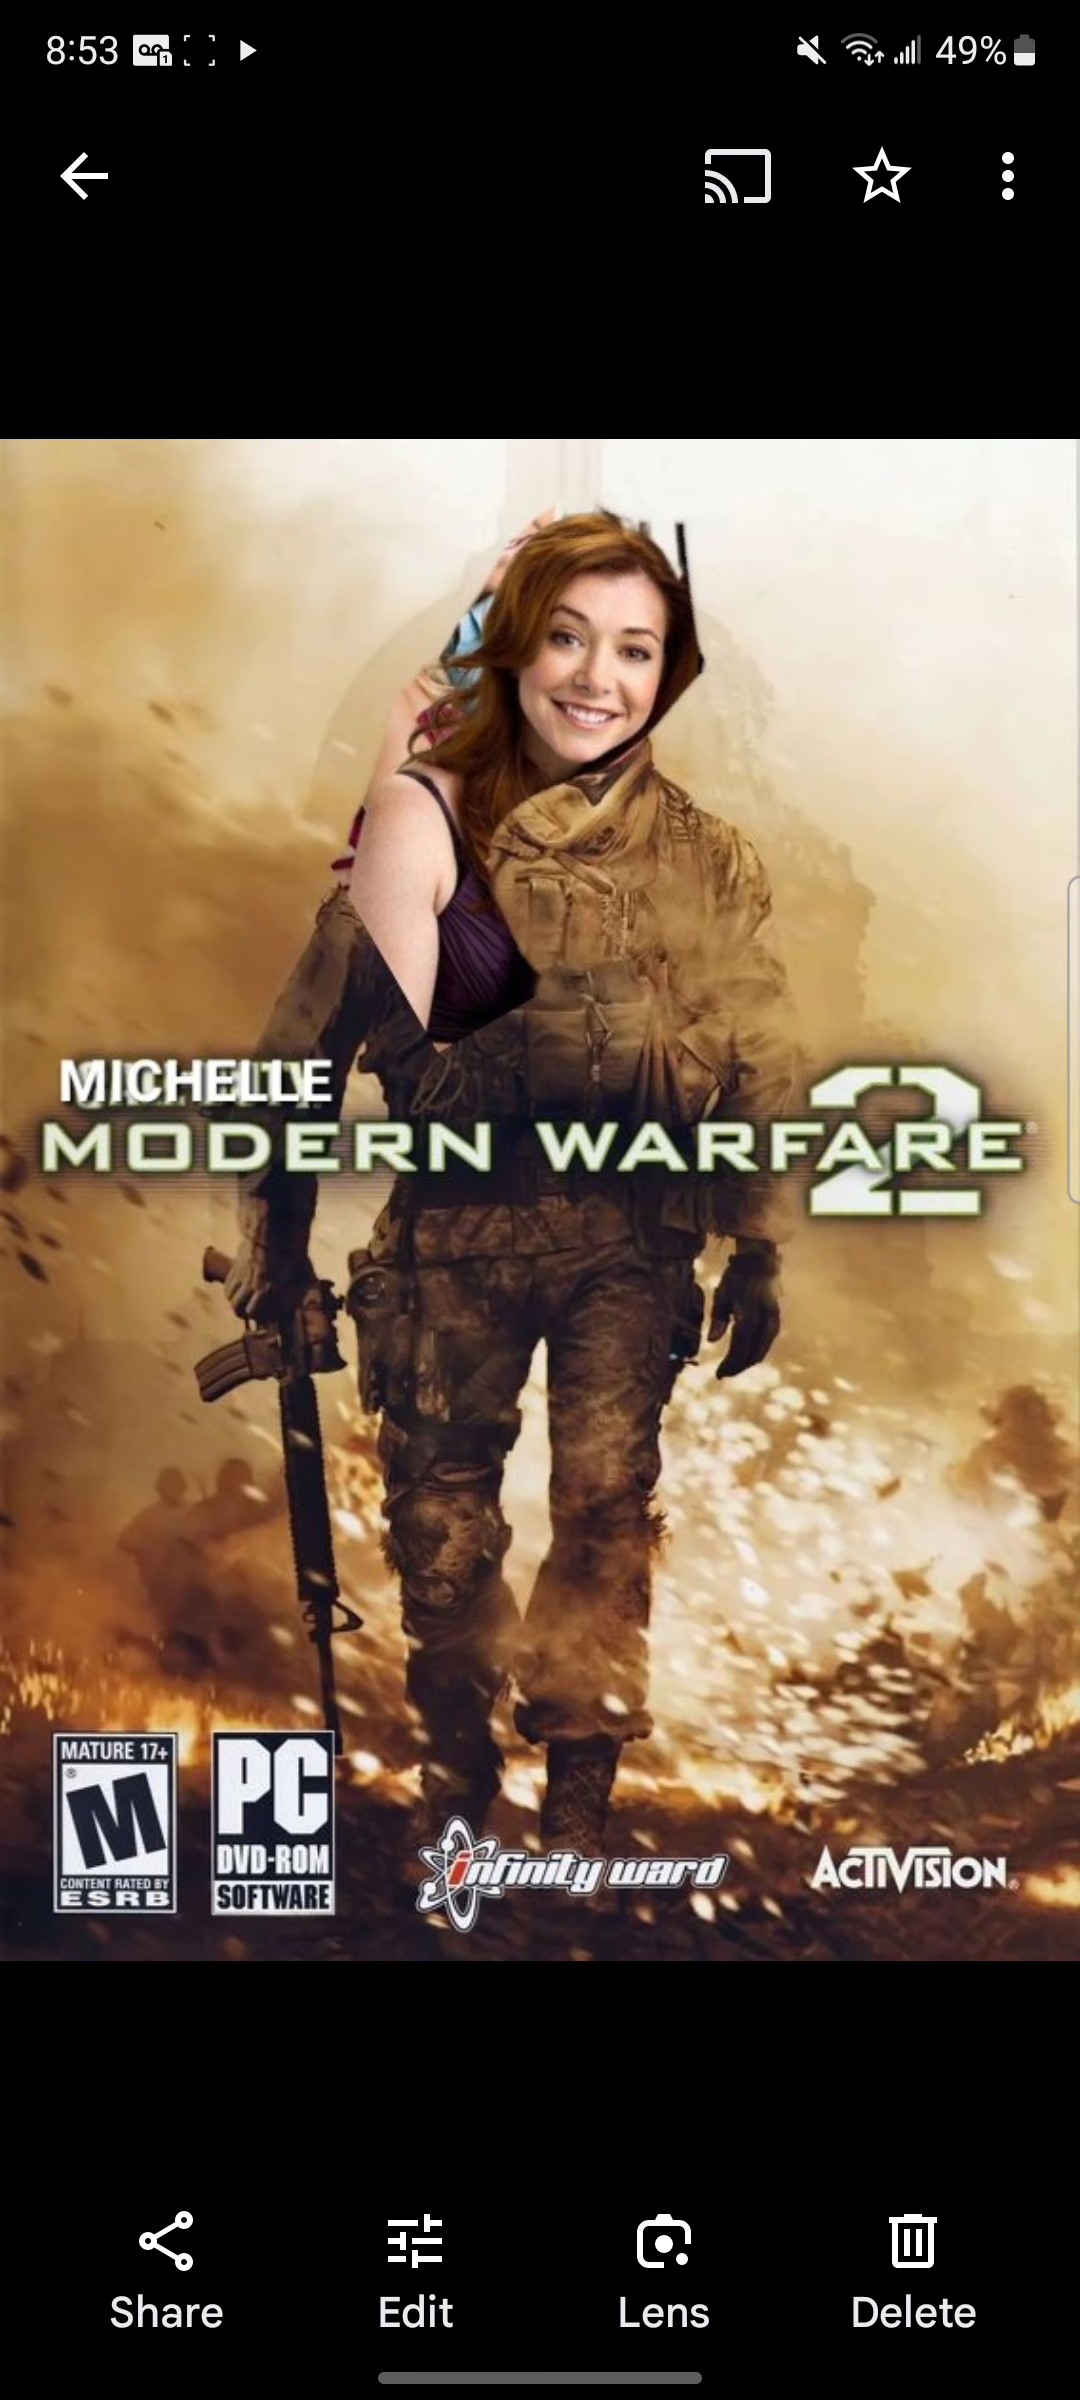 8:53
49%
MICHELLE
MODERN WARFARE®
2
MATURE 17+
M®
CONTENT RATED BY
ESRB
PC
DVD-ROM
SOFTWARE
infinity ward
ACTIVISION®
Share
Edit
Lens
Delete